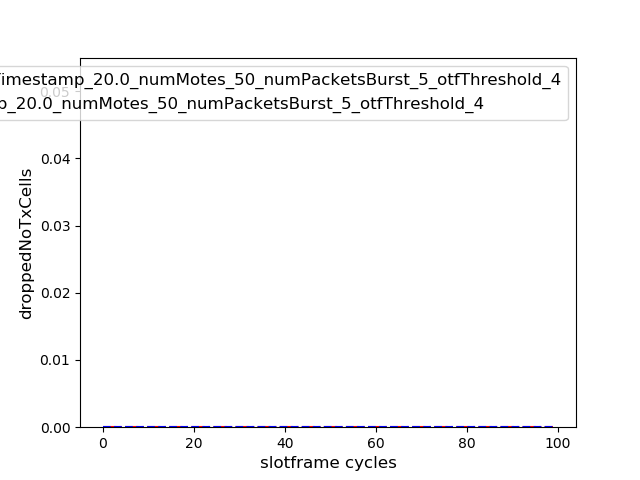 imestamp_20.0_numMotes_50_numPacketsBurst_5_otfThreshold_4
p_20.0_numMotes_50_numPacketsBurst_5_otfThreshold_4
0.05
0.04
0.03
0.02
0.01
0.00
droppedNoTxCells
0 20 40 60 80 100
slotframe cycles